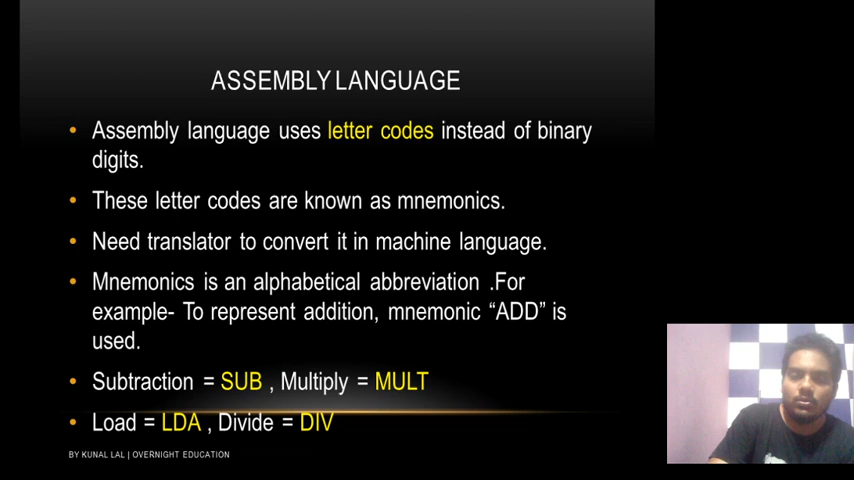 ASSEMBLY LANGUAGE
• Assembly language uses letter codes instead of binary
digits.
• These letter codes are known as mnemonics.
• Need translator to convert it in machine language.
• Mnemonics is an alphabetical abbreviation .For
example- To represent addition, mnemonic “ADD” is
used.
• Subtraction = SUB , Multiply = MULT
• Load = LDA , Divide = DIV
BY KUNAL LAL | OVERNIGHT EDUCATION